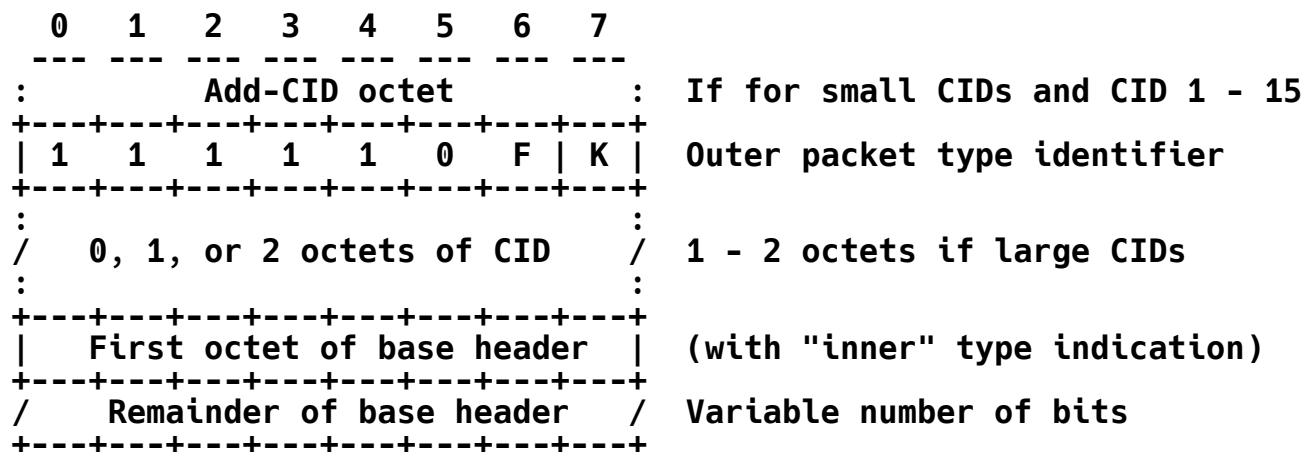 0   1   2   3   4   5   6   7
 --- --- --- --- --- --- --- ---
:         Add-CID octet         :  If for small CIDs and CID 1 - 15
+---+---+---+---+---+---+---+---+
| 1   1   1   1   1   0   F | K |  Outer packet type identifier
+---+---+---+---+---+---+---+---+
:                               :
/   0, 1, or 2 octets of CID    /  1 - 2 octets if large CIDs
:                               :
+---+---+---+---+---+---+---+---+
|   First octet of base header  |  (with "inner" type indication)
+---+---+---+---+---+---+---+---+
/    Remainder of base header   /  Variable number of bits
+---+---+---+---+---+---+---+---+